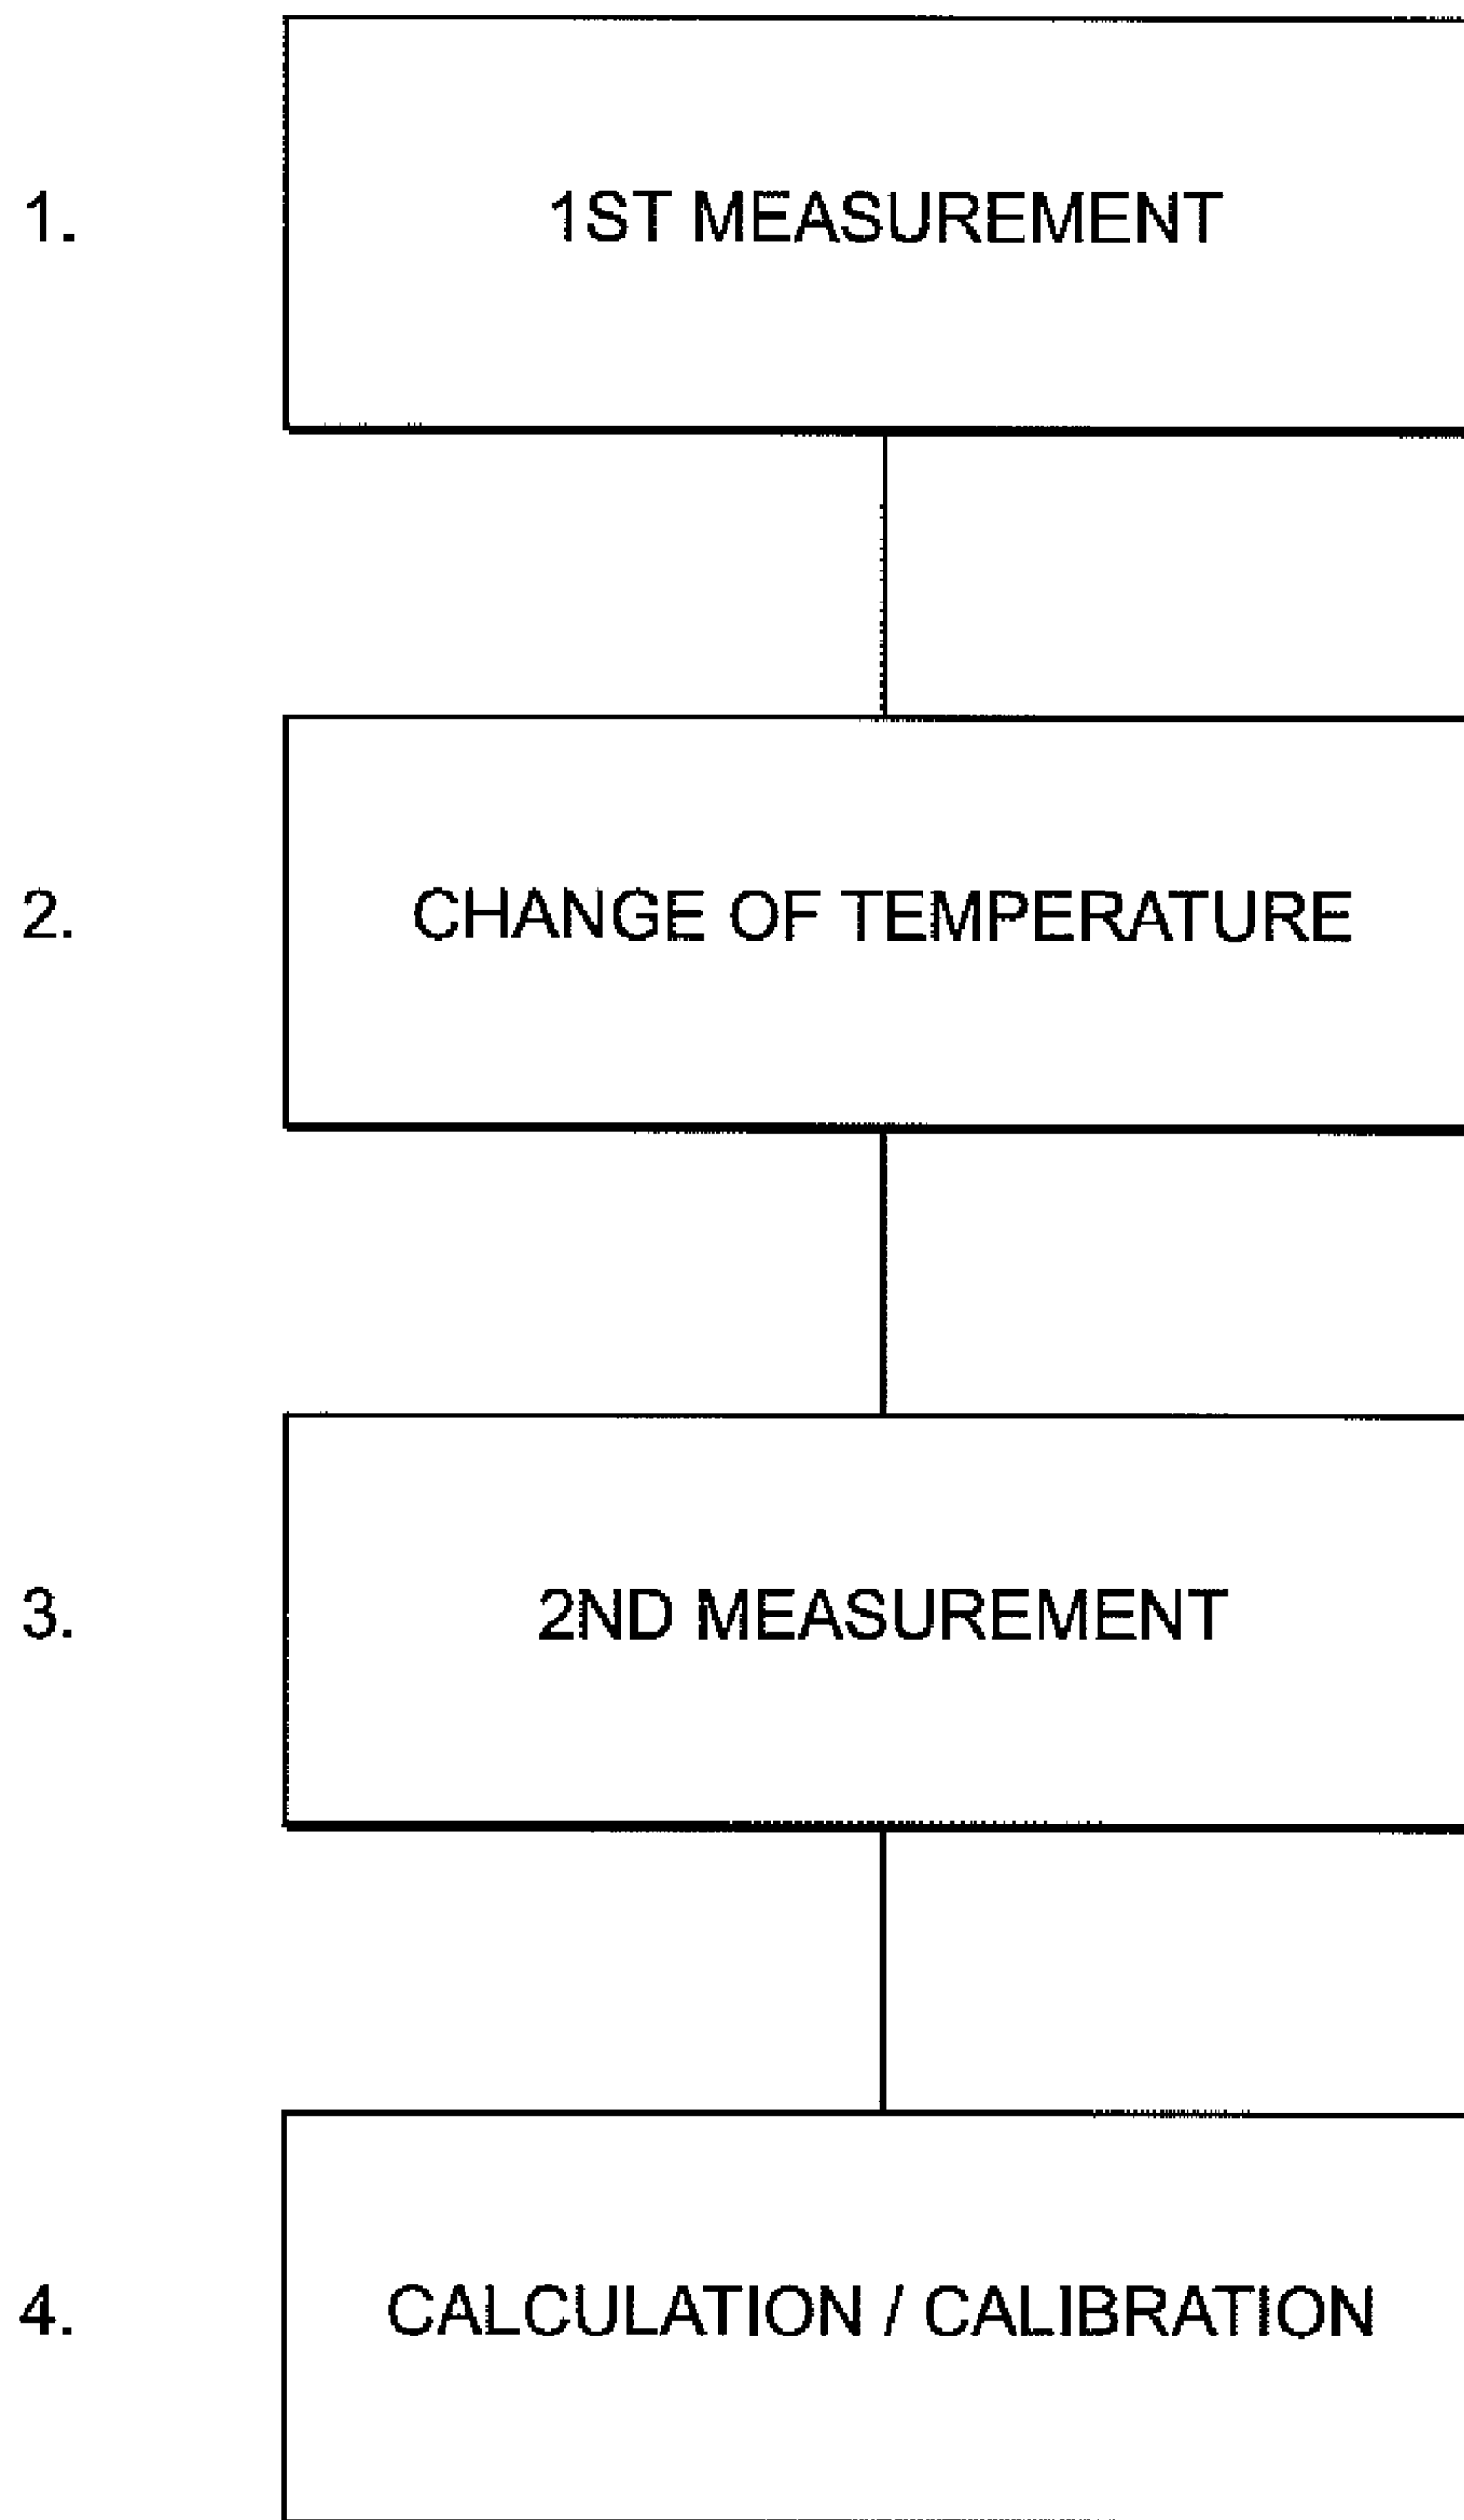 1. 1ST MEASUREMENT
2. CHANGE OF TEMPERATURE
3. 2ND MEASUREMENT
4. CALCULATION / CALIBRATION